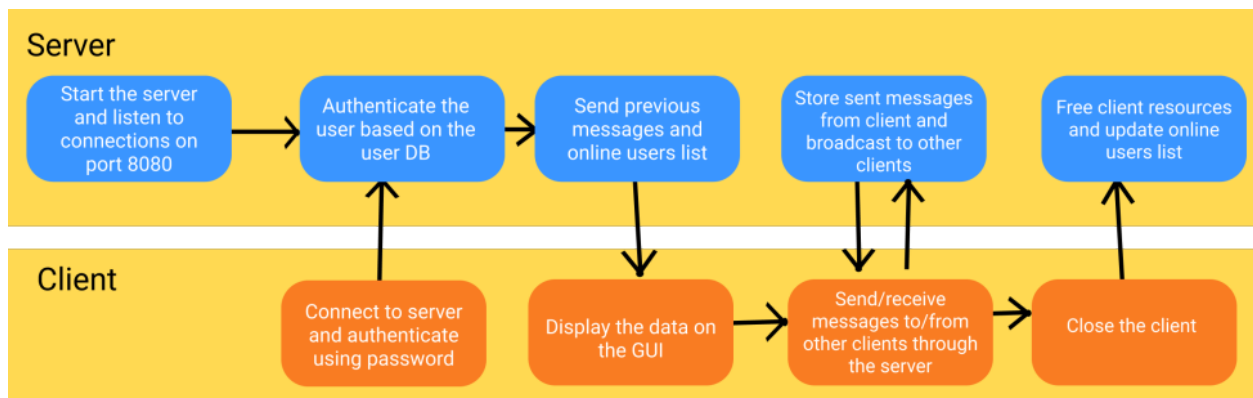 Server
Start the server
and listen to
connections on
port 8080
Authenticate the
user based on the
user DB
Send previous
messages and
online users list
Store sent messages
from client and
broadcast to other
clients
Free client resources
and update online
users list
Client
Connect to server
and authenticate
using password
Display the data on
the GUI
Send/receive
messages to/from
other clients through
the server
Close the client